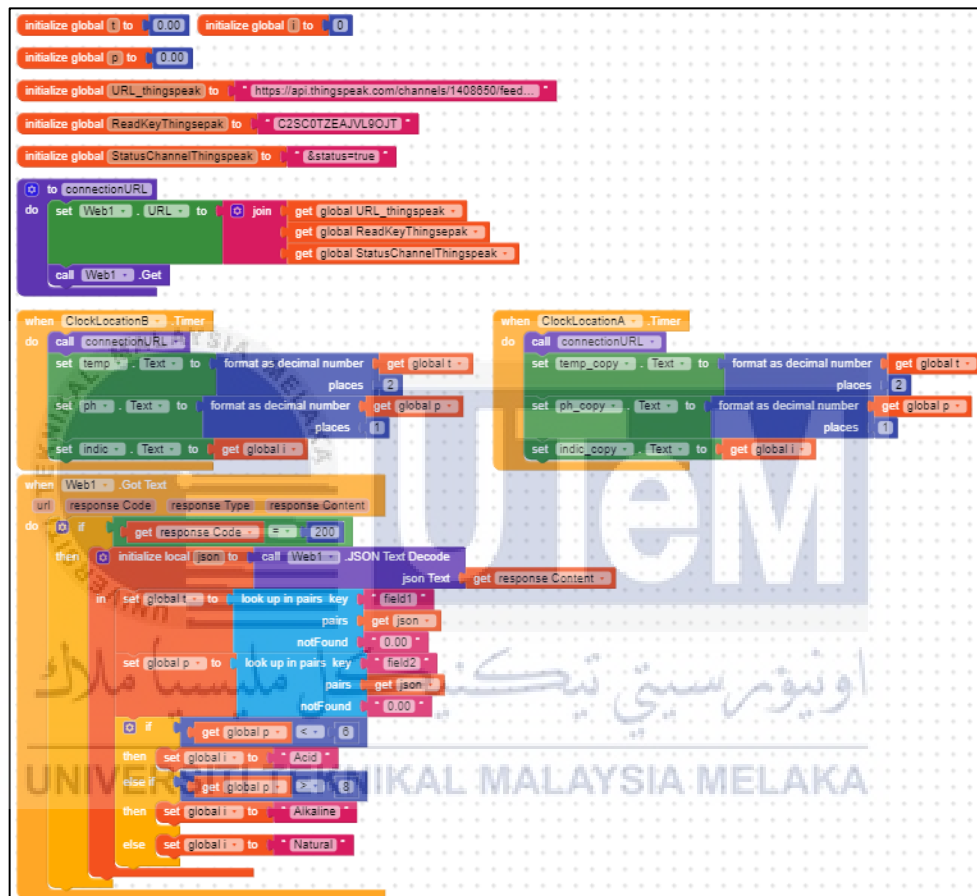 initialize global t to 0.00 initialize global i to 0
initialize global p to 0.00
initialize global URL_thingspeak to " https://api.thingspeak.com/channels/1408650/feed... "
initialize global ReadKeyThingsepak to " C2SC0TZEAJVL9OJT "
initialize global StatusChannelThingspeak to " &status=true "
to connectionURL
do set Web1 . URL to join get global URL_thingspeak
get global ReadKeyThingsepak
get global StatusChannelThingspeak
call Web1 .Get
when ClockLocationB .Timer
do call connectionURL
set temp . Text to format as decimal number get global t
places 2
set ph . Text to format as decimal number get global p
places 1
set indic . Text to get global i
when ClockLocationA .Timer
do call connectionURL
set temp_copy . Text to format as decimal number get global t
places 2
set ph_copy . Text to format as decimal number get global p
places 1
set indic_copy . Text to get global i
when Web1 .Got Text
url response Code response Type response Content
do if get response Code = 200
then initialize local json to call Web1 .JSON Text Decode
json Text get response Content
in set global t to look up in pairs key " field1 "
pairs get json
notFound " 0.00 "
set global p to look up in pairs key " field2 "
pairs get json
notFound " 0.00 "
if get global p < 6
then set global i to " Acid "
else if get global p ≥ 8
then set global i to " Alkaline "
else set global i to " Natural "
UTeM
اونيۏرسيتي تيكنيكل مليسيا ملاك
UNIVERSITI TEKNIKAL MALAYSIA MELAKA